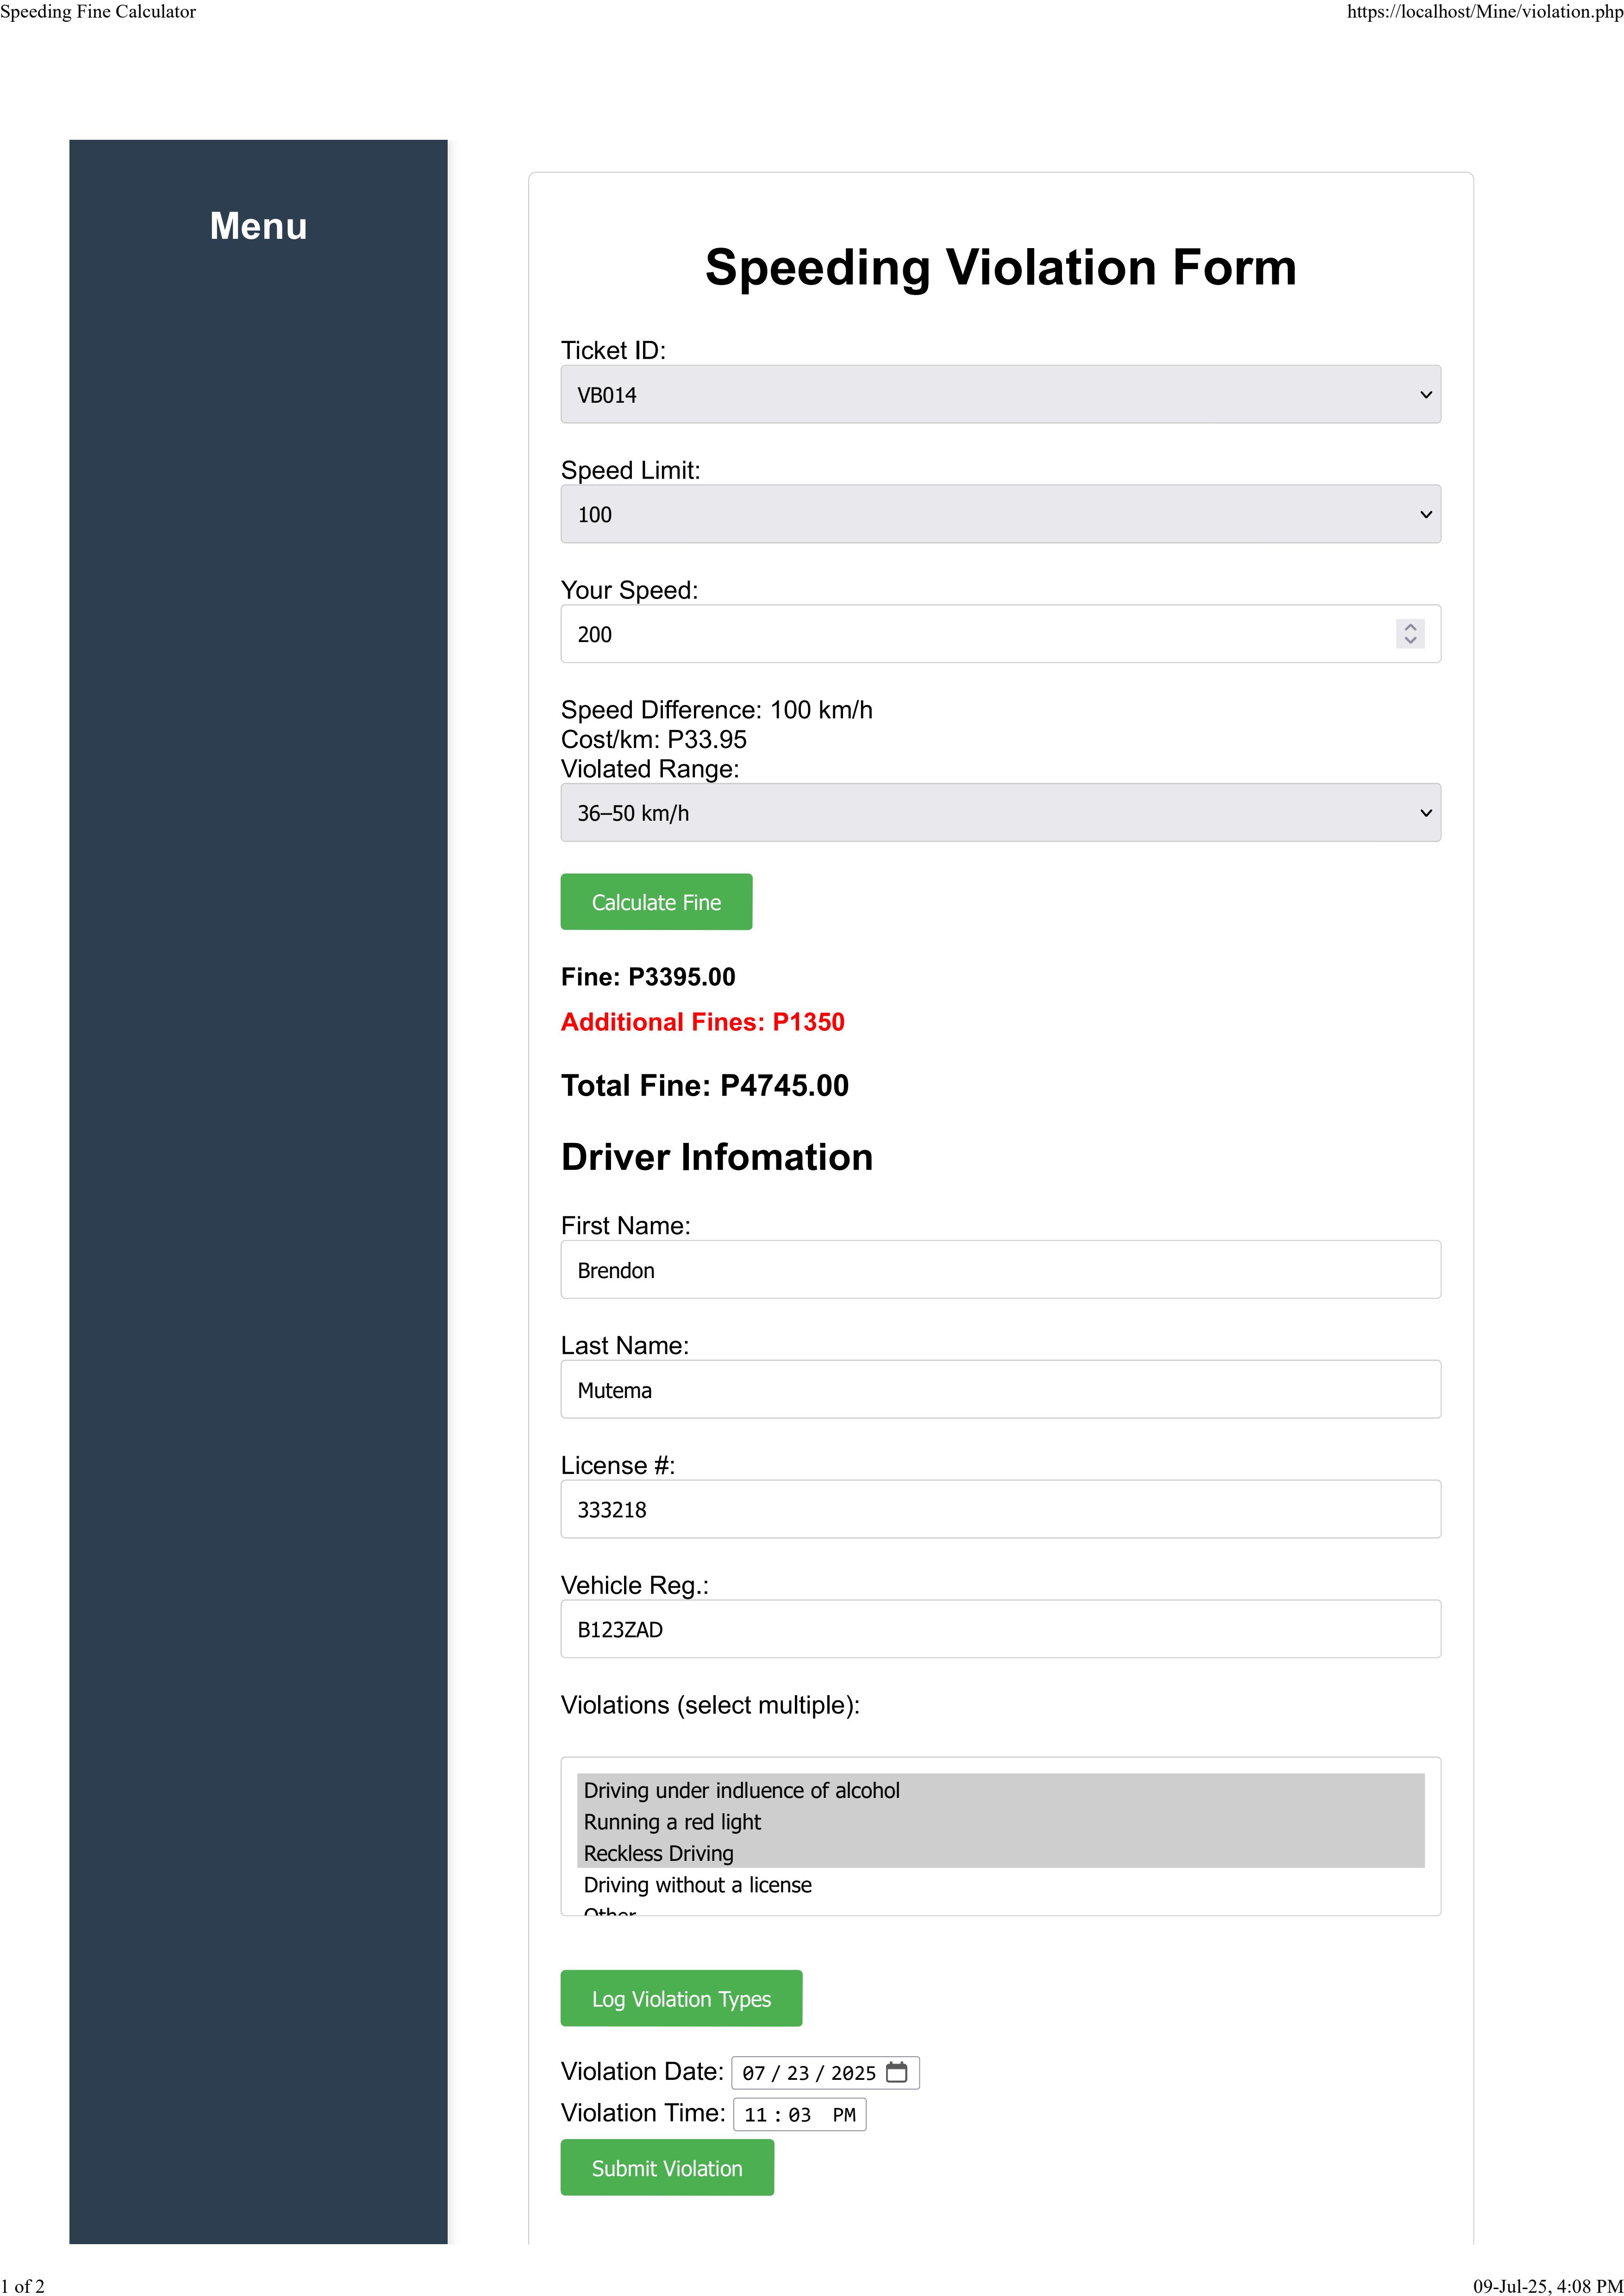 Speeding Fine Calculator
https://localhost/Mine/violation.php
Menu
Speeding Violation Form
Ticket ID:
VB014
Speed Limit:
100
Your Speed:
200
Speed Difference: 100 km/h
Cost/km: P33.95
Violated Range:
36–50 km/h
Calculate Fine
Fine: P3395.00
Additional Fines: P1350
Total Fine: P4745.00
Driver Infomation
First Name:
Brendon
Last Name:
Mutema
License #:
333218
Vehicle Reg.:
B123ZAD
Violations (select multiple):
Driving under indluence of alcohol
Running a red light
Reckless Driving
Driving without a license
Other
Log Violation Types
Violation Date: 07 / 23 / 2025
Violation Time: 11 : 03 PM
Submit Violation
1 of 2
09-Jul-25, 4:08 PM